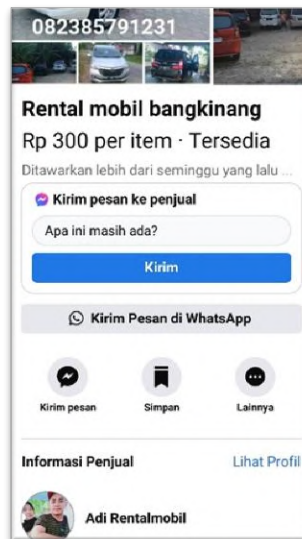 082385791231
Rental mobil bangkinang
Rp 300 per item · Tersedia
Ditawarkan lebih dari seminggu yang lalu ...
Kirim pesan ke penjual
Apa ini masih ada?
Kirim
Kirim Pesan di WhatsApp
Kirim pesan
Simpan
Lainnya
Informasi Penjual
Lihat Profil
Adi Rentalmobil